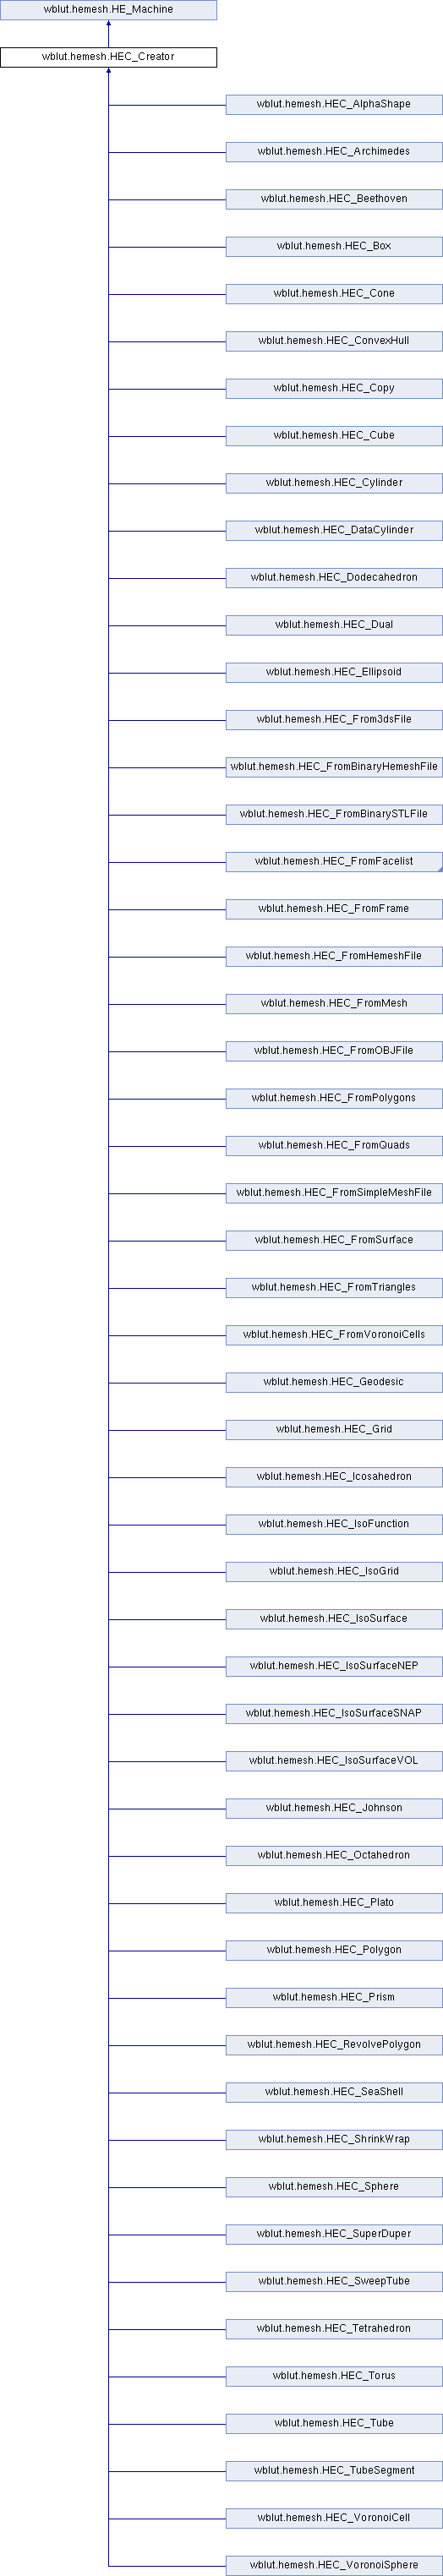 wblut.hemesh.HE_Machine
wblut.hemesh.HEC_Creator
wblut.hemesh.HEC_AlphaShape
wblut.hemesh.HEC_Archimedes
wblut.hemesh.HEC_Beethoven
wblut.hemesh.HEC_Box
wblut.hemesh.HEC_Cone
wblut.hemesh.HEC_ConvexHull
wblut.hemesh.HEC_Copy
wblut.hemesh.HEC_Cube
wblut.hemesh.HEC_Cylinder
wblut.hemesh.HEC_DataCylinder
wblut.hemesh.HEC_Dodecahedron
wblut.hemesh.HEC_Dual
wblut.hemesh.HEC_Ellipsoid
wblut.hemesh.HEC_From3dsFile
wblut.hemesh.HEC_FromBinaryHemeshFile
wblut.hemesh.HEC_FromBinarySTLFile
wblut.hemesh.HEC_FromFacelist
wblut.hemesh.HEC_FromFrame
wblut.hemesh.HEC_FromHemeshFile
wblut.hemesh.HEC_FromMesh
wblut.hemesh.HEC_FromOBJFile
wblut.hemesh.HEC_FromPolygons
wblut.hemesh.HEC_FromQuads
wblut.hemesh.HEC_FromSimpleMeshFile
wblut.hemesh.HEC_FromSurface
wblut.hemesh.HEC_FromTriangles
wblut.hemesh.HEC_FromVoronoiCells
wblut.hemesh.HEC_Geodesic
wblut.hemesh.HEC_Grid
wblut.hemesh.HEC_Icosahedron
wblut.hemesh.HEC_IsoFunction
wblut.hemesh.HEC_IsoGrid
wblut.hemesh.HEC_IsoSurface
wblut.hemesh.HEC_IsoSurfaceNEP
wblut.hemesh.HEC_IsoSurfaceSNAP
wblut.hemesh.HEC_IsoSurfaceVOL
wblut.hemesh.HEC_Johnson
wblut.hemesh.HEC_Octahedron
wblut.hemesh.HEC_Plato
wblut.hemesh.HEC_Polygon
wblut.hemesh.HEC_Prism
wblut.hemesh.HEC_RevolvePolygon
wblut.hemesh.HEC_SeaShell
wblut.hemesh.HEC_ShrinkWrap
wblut.hemesh.HEC_Sphere
wblut.hemesh.HEC_SuperDuper
wblut.hemesh.HEC_SweepTube
wblut.hemesh.HEC_Tetrahedron
wblut.hemesh.HEC_Torus
wblut.hemesh.HEC_Tube
wblut.hemesh.HEC_TubeSegment
wblut.hemesh.HEC_VoronoiCell
wblut.hemesh.HEC_VoronoiSphere